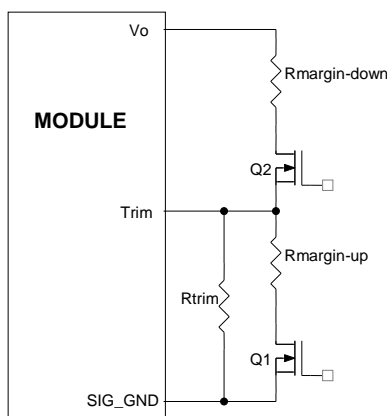 Vo
Rmargin-down
MODULE
Q2
Trim
Rmargin-up
Rtrim
Q1
SIG_GND